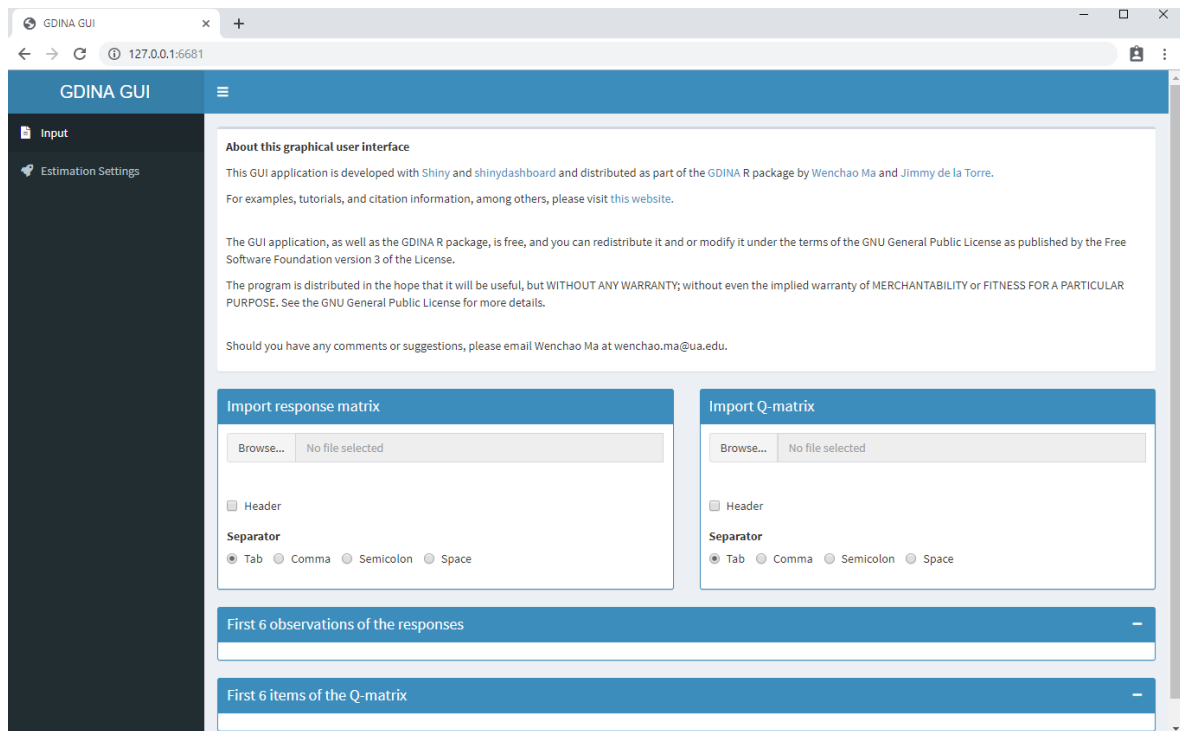 GDINA GUI
127.0.0.1:6681
GDINA GUI
Input
Estimation Settings
About this graphical user interface
This GUI application is developed with Shiny and shinydashboard and distributed as part of the GDINA R package by Wenchao Ma and Jimmy de la Torre.
For examples, tutorials, and citation information, among others, please visit this website.
The GUI application, as well as the GDINA R package, is free, and you can redistribute it and or modify it under the terms of the GNU General Public License as published by the Free
Software Foundation version 3 of the License.
The program is distributed in the hope that it will be useful, but WITHOUT ANY WARRANTY; without even the implied warranty of MERCHANTABILITY or FITNESS FOR A PARTICULAR
PURPOSE. See the GNU General Public License for more details.
Should you have any comments or suggestions, please email Wenchao Ma at wenchao.ma@ua.edu.
Import response matrix
Browse... No file selected
Header
Separator
Tab Comma Semicolon Space
Import Q-matrix
Browse... No file selected
Header
Separator
Tab Comma Semicolon Space
First 6 observations of the responses
First 6 items of the Q-matrix